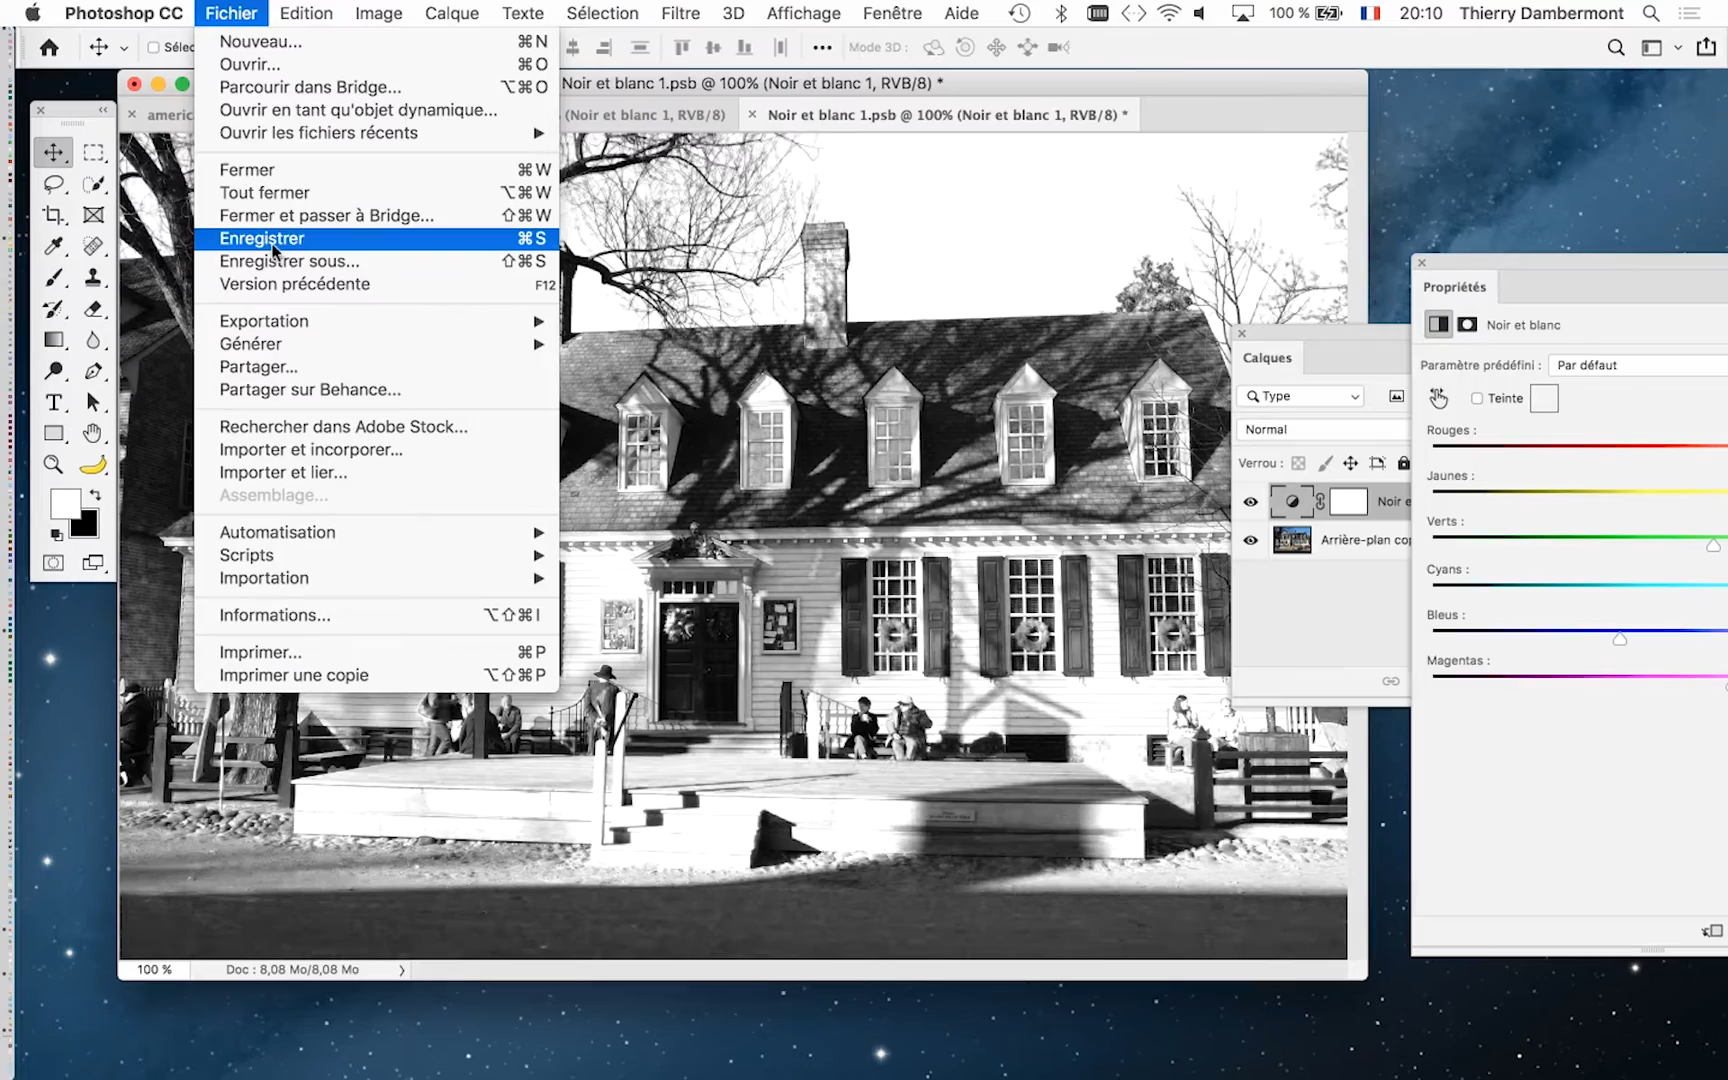 Photoshop CC Fichier Edition Image Calque Texte Sélection Filtre 3D Affichage Fenêtre Aide 100 % 20:10 Thierry Dambermont
Sélec
Mode 3D :
Nouveau... ⌘N
Ouvrir... ⌘O
Parcourir dans Bridge... ⌥⌘O
Ouvrir en tant qu'objet dynamique...
Ouvrir les fichiers récents
Fermer ⌘W
Tout fermer ⌥⌘W
Fermer et passer à Bridge... ⇧⌘W
Enregistrer ⌘S
Enregistrer sous... ⇧⌘S
Version précédente F12
Exportation
Générer
Partager...
Partager sur Behance...
Rechercher dans Adobe Stock...
Importer et incorporer...
Importer et lier...
Assemblage...
Automatisation
Scripts
Importation
Informations... ⌥⇧⌘I
Imprimer... ⌘P
Imprimer une copie ⌥⇧⌘P
Noir et blanc 1.psb @ 100% (Noir et blanc 1, RVB/8) *
americ
(Noir et blanc 1, RVB/8)
Noir et blanc 1.psb @ 100% (Noir et blanc 1, RVB/8) *
T
Calques
Type
Normal
Verrou :
Noir e
Arrière-plan cop
Propriétés
Noir et blanc
Paramètre prédéfini : Par défaut
Teinte
Rouges :
Jaunes :
Verts :
Cyans :
Bleus :
Magentas :
100 % Doc : 8,08 Mo/8,08 Mo